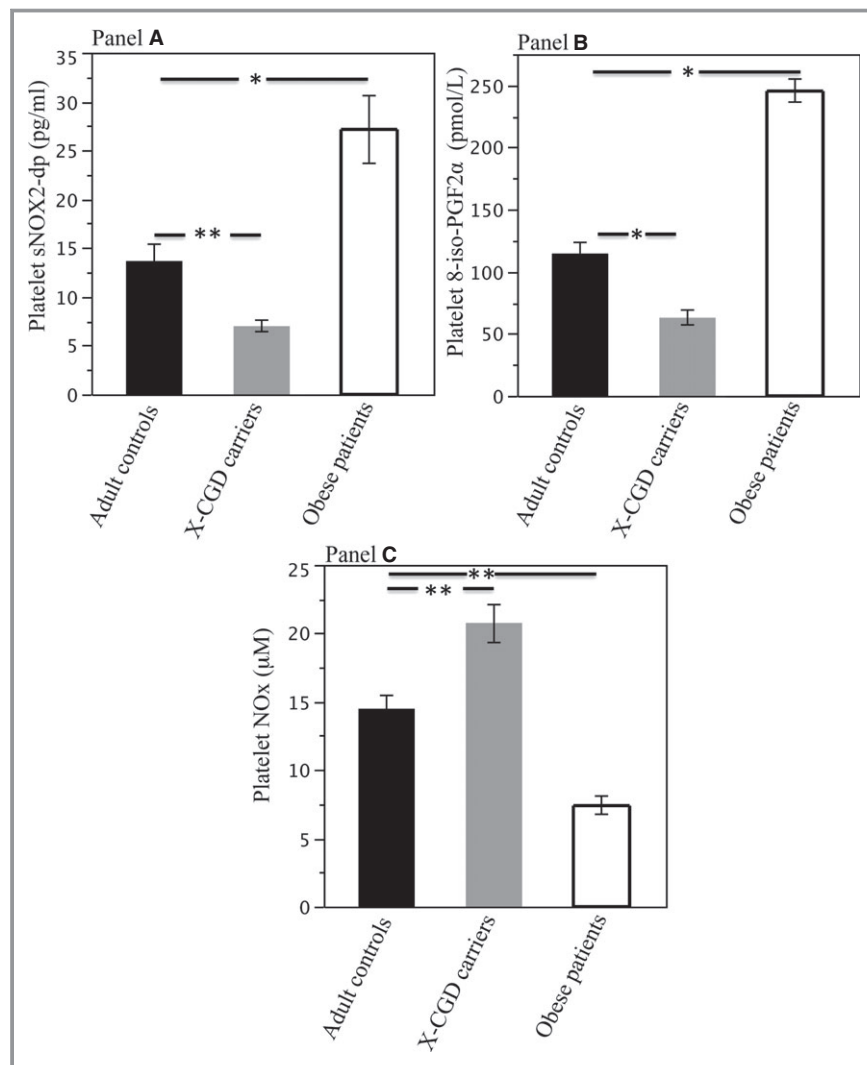 Panel A
Platelet sNOX2-dp (pg/ml)
35
30
25
20
15
10
5
0
*
**
Adult controls
X-CGD carriers
Obese patients
Panel B
Platelet 8-iso-PGF2α (pmol/L)
250
200
150
100
50
0
*
*
Adult controls
X-CGD carriers
Obese patients
Panel C
Platelet NOx (µM)
25
20
15
10
5
0
**
**
Adult controls
X-CGD carriers
Obese patients